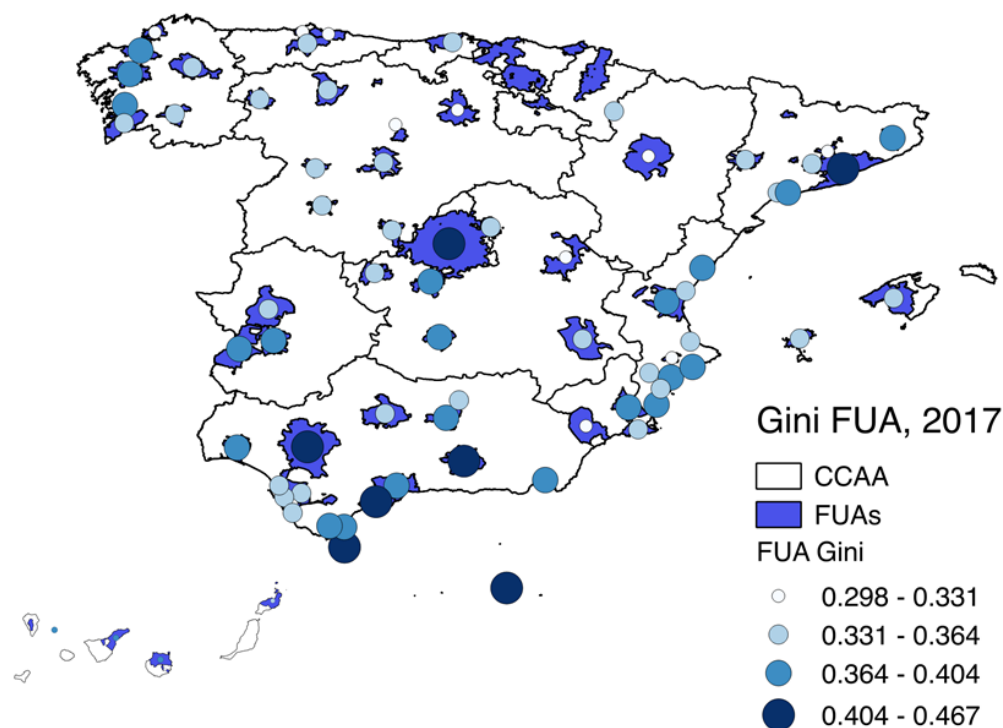 Gini FUA, 2017
CCAA
FUAs
FUA Gini
0.298 - 0.331
0.331 - 0.364
0.364 - 0.404
0.404 - 0.467